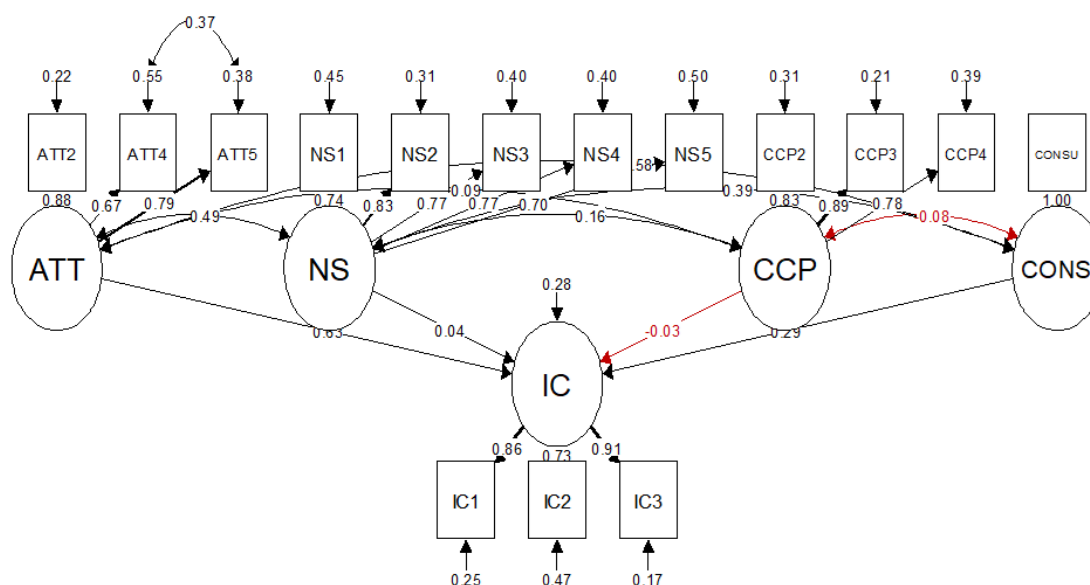 0.37
0.22 0.55 0.38 0.45 0.31 0.40 0.40 0.50 0.31 0.21 0.39
ATT2 ATT4 ATT5 NS1 NS2 NS3 NS4 NS5 CCP2 CCP3 CCP4 CONSU
.58
0.09 0.39
0.88 0.67 0.79 0.74 0.83 0.77 0.77 0.70 0.83 0.89 0.78 1.00
0.49 0.16 -0.08
ATT NS CCP CONS
0.28
0.63 0.04 -0.03 0.29
IC
0.86 0.73 0.91
IC1 IC2 IC3
0.25 0.47 0.17